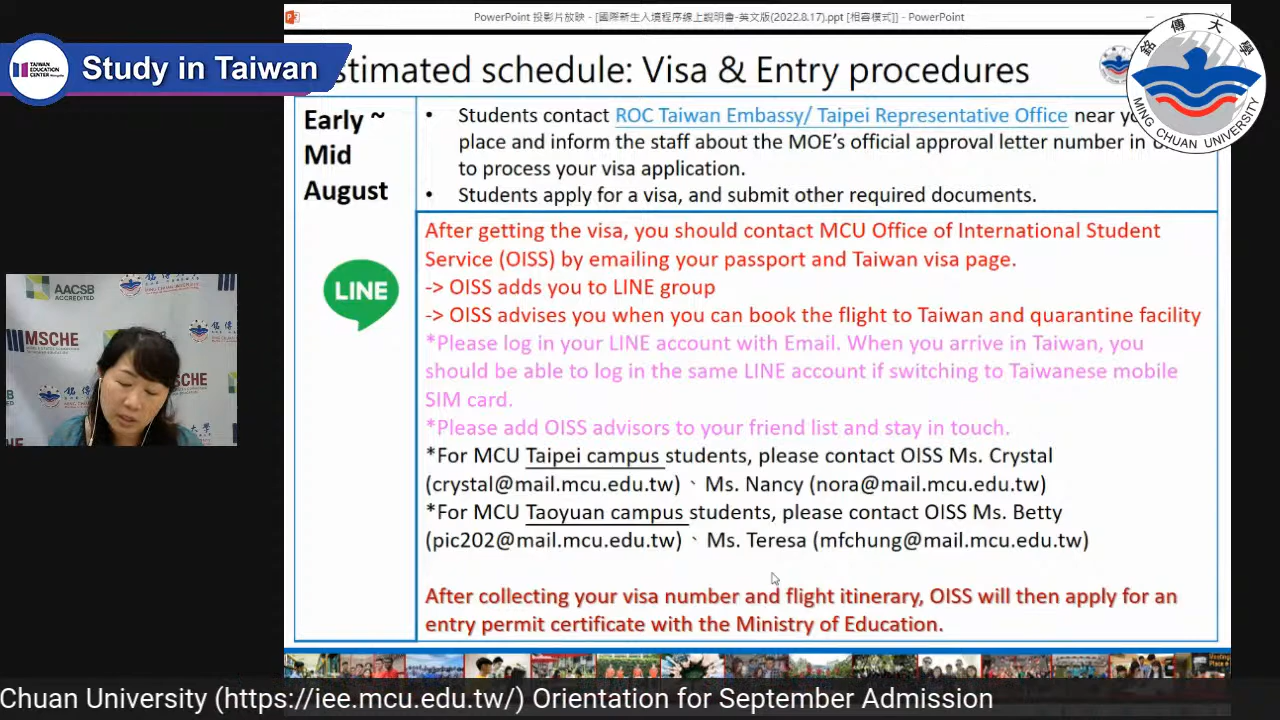 PowerPoint 投影片放映 - [國際新生入境程序線上說明會-英文版(2022.8.17).ppt [相容模式]] - PowerPoint
TAIWAN EDUCATION CENTER
Study in Taiwan
stimated schedule: Visa & Entry procedures
銘傳大學
MING CHUAN UNIVERSITY
Early ~
Mid
August
• Students contact ROC Taiwan Embassy/ Taipei Representative Office near
place and inform the staff about the MOE's official approval letter number in
to process your visa application.
• Students apply for a visa, and submit other required documents.
LINE
After getting the visa, you should contact MCU Office of International Student
Service (OISS) by emailing your passport and Taiwan visa page.
-> OISS adds you to LINE group
-> OISS advises you when you can book the flight to Taiwan and quarantine facility
*Please log in your LINE account with Email. When you arrive in Taiwan, you
should be able to log in the same LINE account if switching to Taiwanese mobile
SIM card.
*Please add OISS advisors to your friend list and stay in touch.
*For MCU Taipei campus students, please contact OISS Ms. Crystal
(crystal@mail.mcu.edu.tw)、Ms. Nancy (nora@mail.mcu.edu.tw)
*For MCU Taoyuan campus students, please contact OISS Ms. Betty
(pic202@mail.mcu.edu.tw)、Ms. Teresa (mfchung@mail.mcu.edu.tw)
After collecting your visa number and flight itinerary, OISS will then apply for an
entry permit certificate with the Ministry of Education.
AACSB
ACCREDITED
MSCHE
Chuan University (https://iee.mcu.edu.tw/) Orientation for September Admission